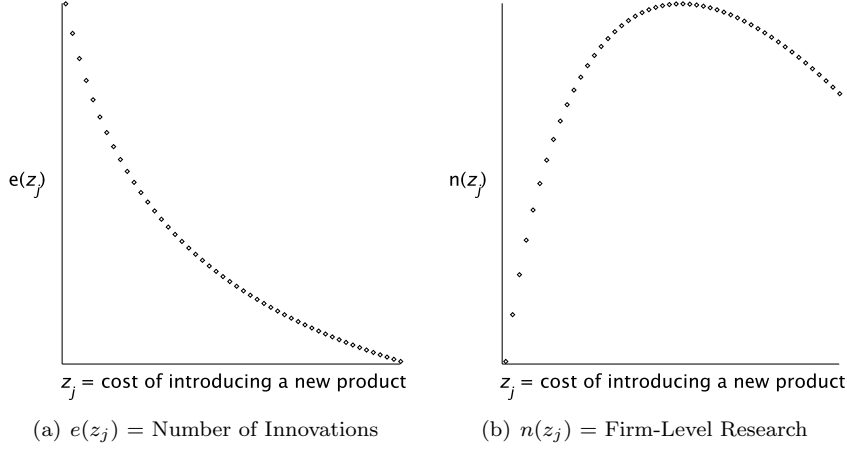 e(z_j)
n(z_j)
z_j = cost of introducing a new product
z_j = cost of introducing a new product
(a) e(z_j) = Number of Innovations
(b) n(z_j) = Firm-Level Research